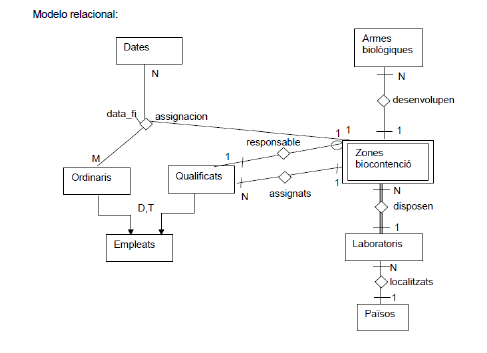 Modelo relacional:
Dates
Armes
biològiques
N
N
data_fi
assignacion
desenvolupen
responsable
1
1
1
M
1
Zones
biocontenció
Ordinaris
Qualificats
1
N
assignats
N
D,T
disposen
1
Empleats
Laboratoris
N
localitzats
1
Països